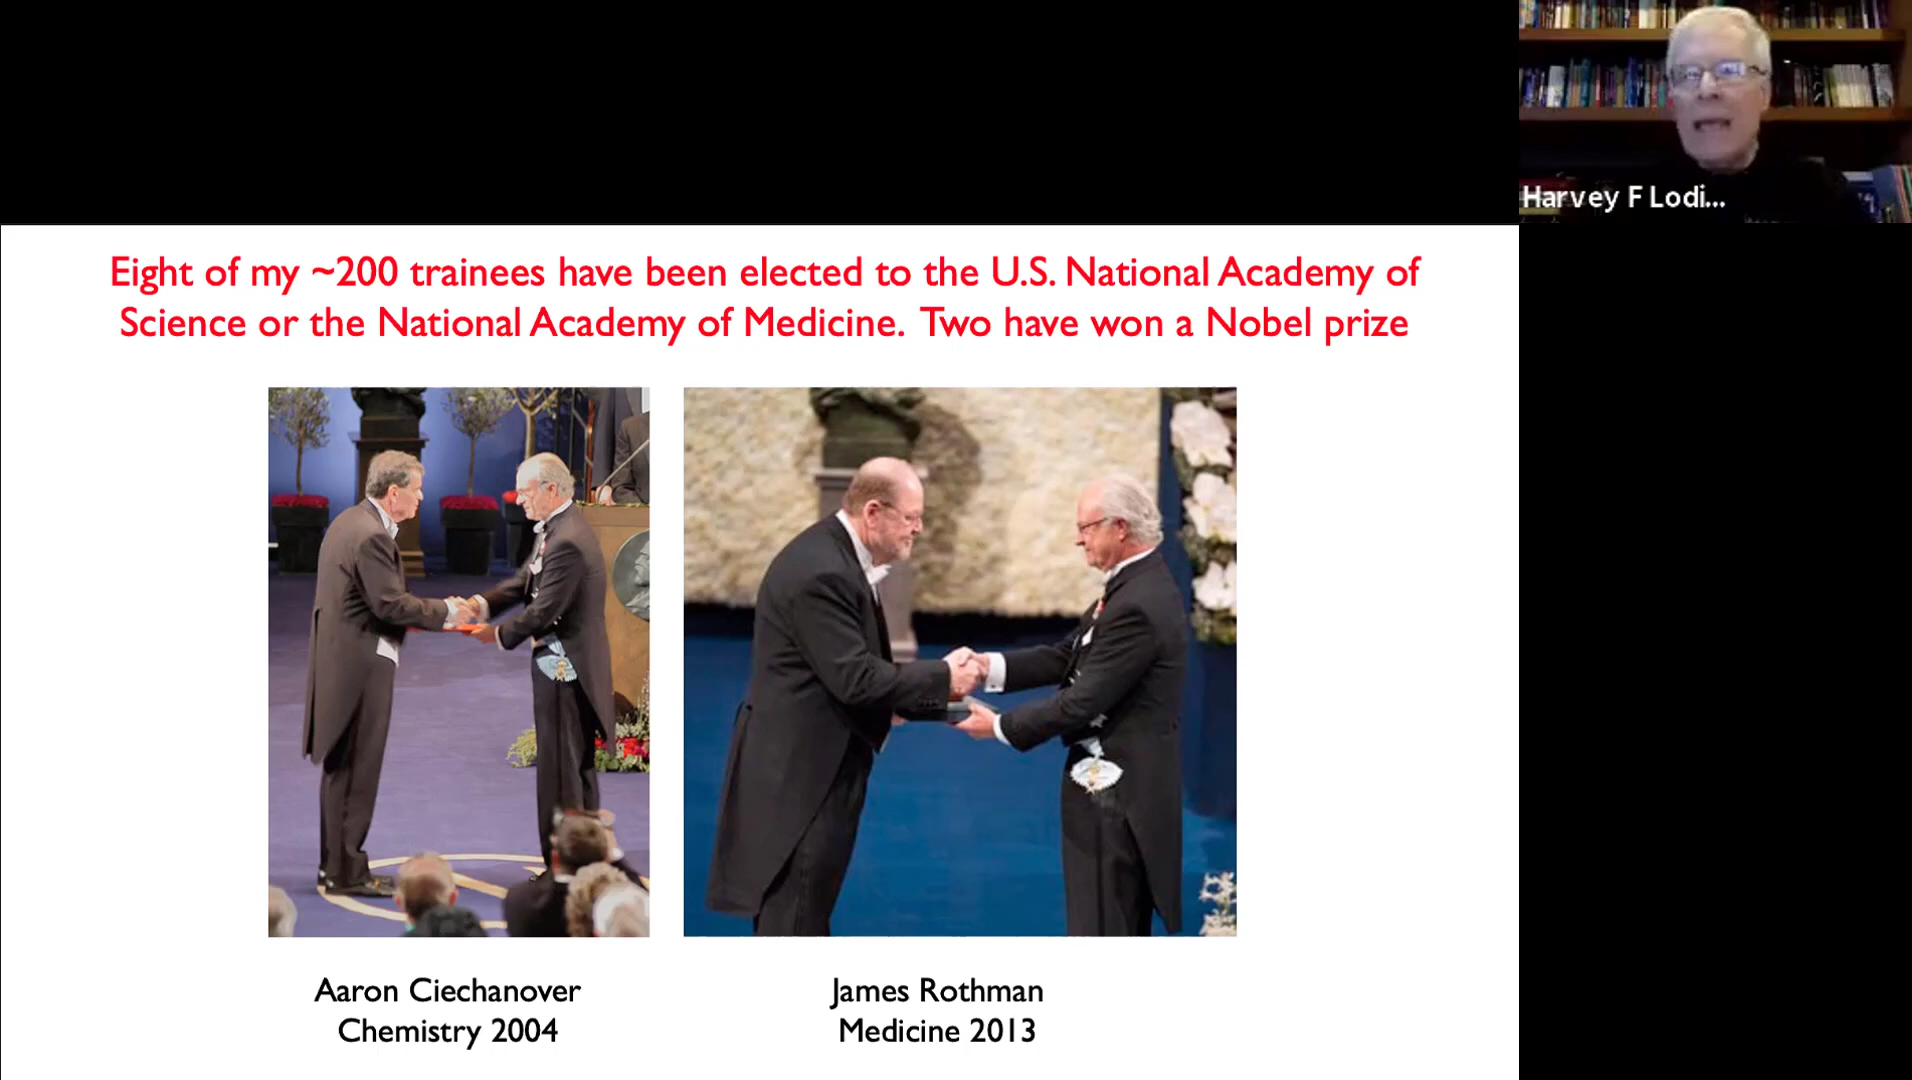 Harvey F Lodi...
Eight of my ~200 trainees have been elected to the U.S. National Academy of
Science or the National Academy of Medicine. Two have won a Nobel prize
Aaron Ciechanover
Chemistry 2004
James Rothman
Medicine 2013